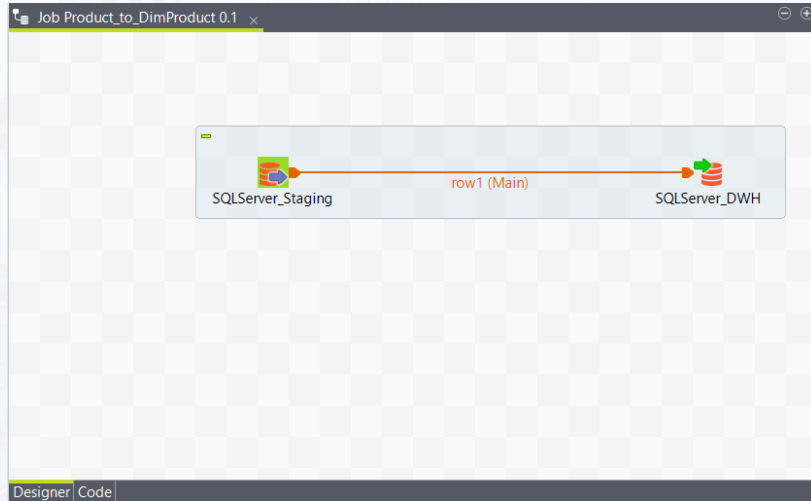 Job Product_to_DimProduct 0.1
row1 (Main)
SQLServer_Staging
SQLServer_DWH
Designer
Code